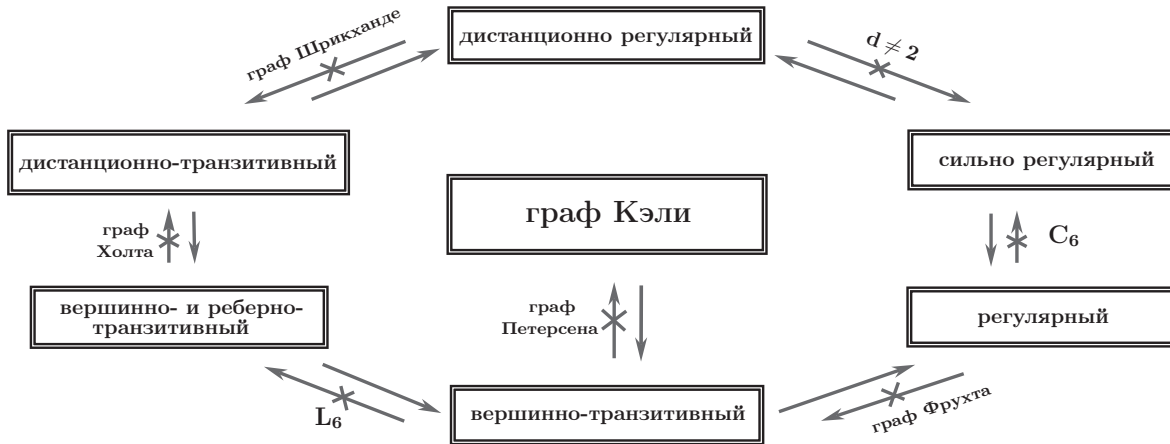 граф Шрикханде
дистанционно регулярный
d ≠ 2
дистанционно-транзитивный
сильно регулярный
граф Кэли
граф
Холта
C₆
вершинно- и реберно-
транзитивный
граф
Петерсена
регулярный
L₆
вершинно-транзитивный
граф Фрухта